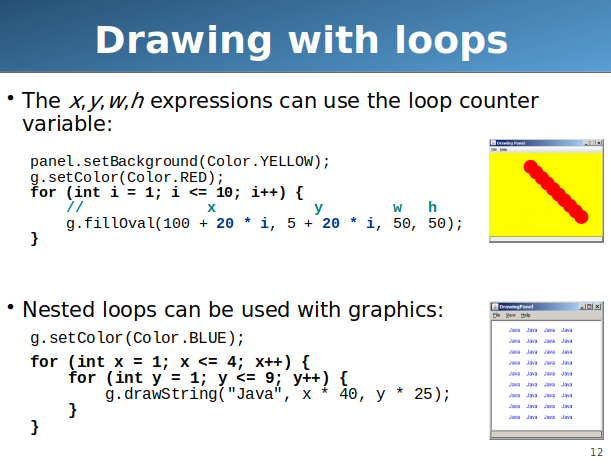 Drawing with loops
• The x,y,w,h expressions can use the loop counter
variable:
panel.setBackground(Color.YELLOW);
g.setColor(Color.RED);
for (int i = 1; i <= 10; i++) {
// x y w h
g.fillOval(100 + 20 * i, 5 + 20 * i, 50, 50);
}
Drawing Panel
File Help
• Nested loops can be used with graphics:
g.setColor(Color.BLUE);
for (int x = 1; x <= 4; x++) {
for (int y = 1; y <= 9; y++) {
g.drawString("Java", x * 40, y * 25);
}
}
DrawingPanel
File View Help
Java Java Java Java
Java Java Java Java
Java Java Java Java
Java Java Java Java
Java Java Java Java
Java Java Java Java
Java Java Java Java
Java Java Java Java
Java Java Java Java
12